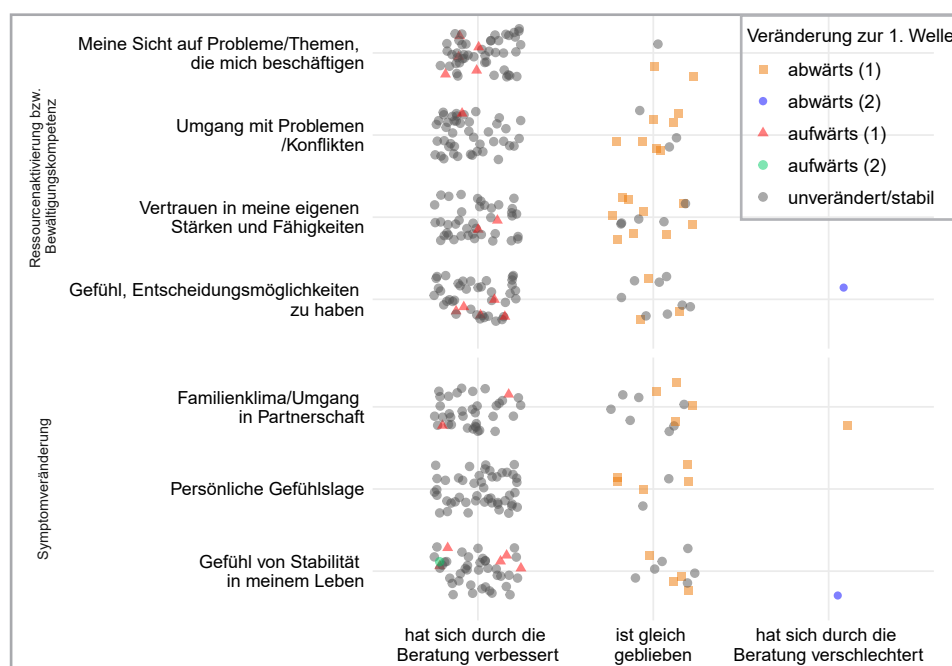 Meine Sicht auf Probleme/Themen,
die mich beschäftigen
Umgang mit Problemen
/Konflikten
Vertrauen in meine eigenen
Stärken und Fähigkeiten
Gefühl, Entscheidungsmöglichkeiten
zu haben
Ressourcenaktivierung bzw.
Bewältigungskompetenz
Familienklima/Umgang
in Partnerschaft
Persönliche Gefühlslage
Gefühl von Stabilität
in meinem Leben
Symptomveränderung
hat sich durch die
Beratung verbessert
ist gleich
geblieben
hat sich durch die
Beratung verschlechtert
Veränderung zur 1. Welle
abwärts (1)
abwärts (2)
aufwärts (1)
aufwärts (2)
unverändert/stabil